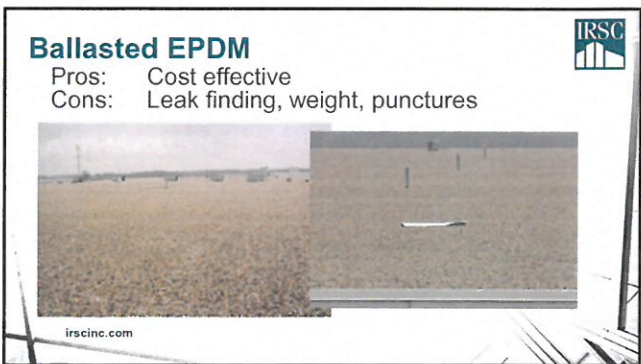 IRSC
Ballasted EPDM
Pros: Cost effective
Cons: Leak finding, weight, punctures
irscinc.com